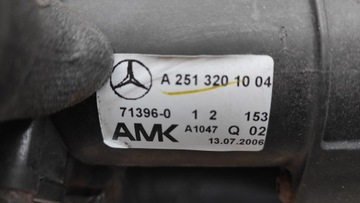 A 251 320 10 04
71396-0 1 2 153
AMK A1047 Q 02
13.07.2006